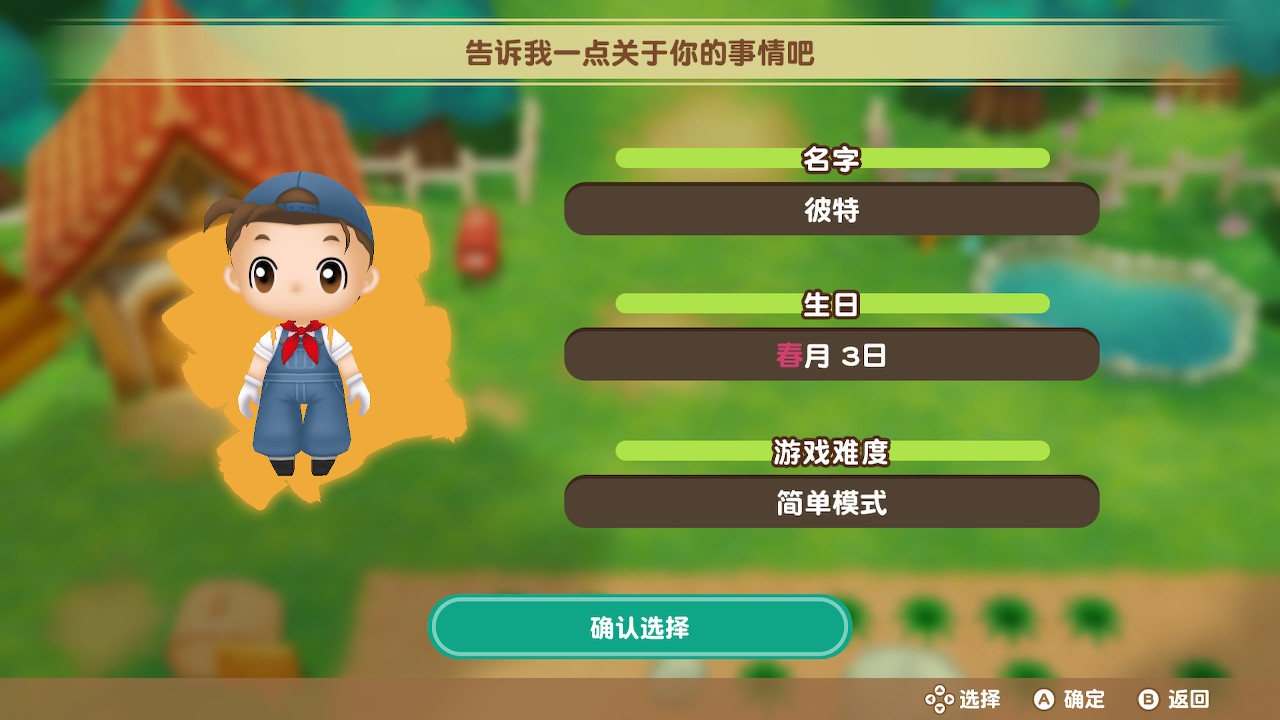 告诉我一点关于你的事情吧
名字
彼特
生日
春月 3日
游戏难度
简单模式
确认选择
选择 A 确定 B 返回